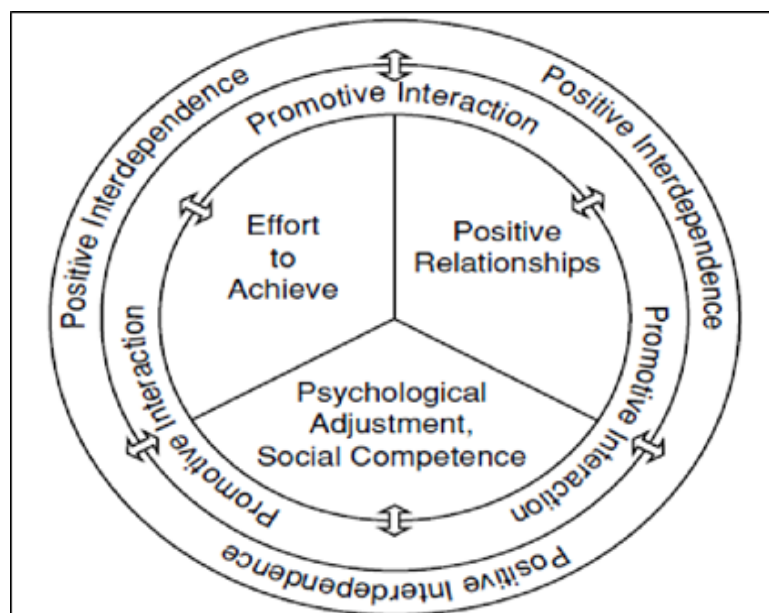 Positive Interdependence
Positive Interdependence
Promotive Interaction
Effort
to
Achieve
Positive
Relationships
Promotive Interaction
Promotive Interaction
Psychological
Adjustment,
Social Competence
Positive Interdependence